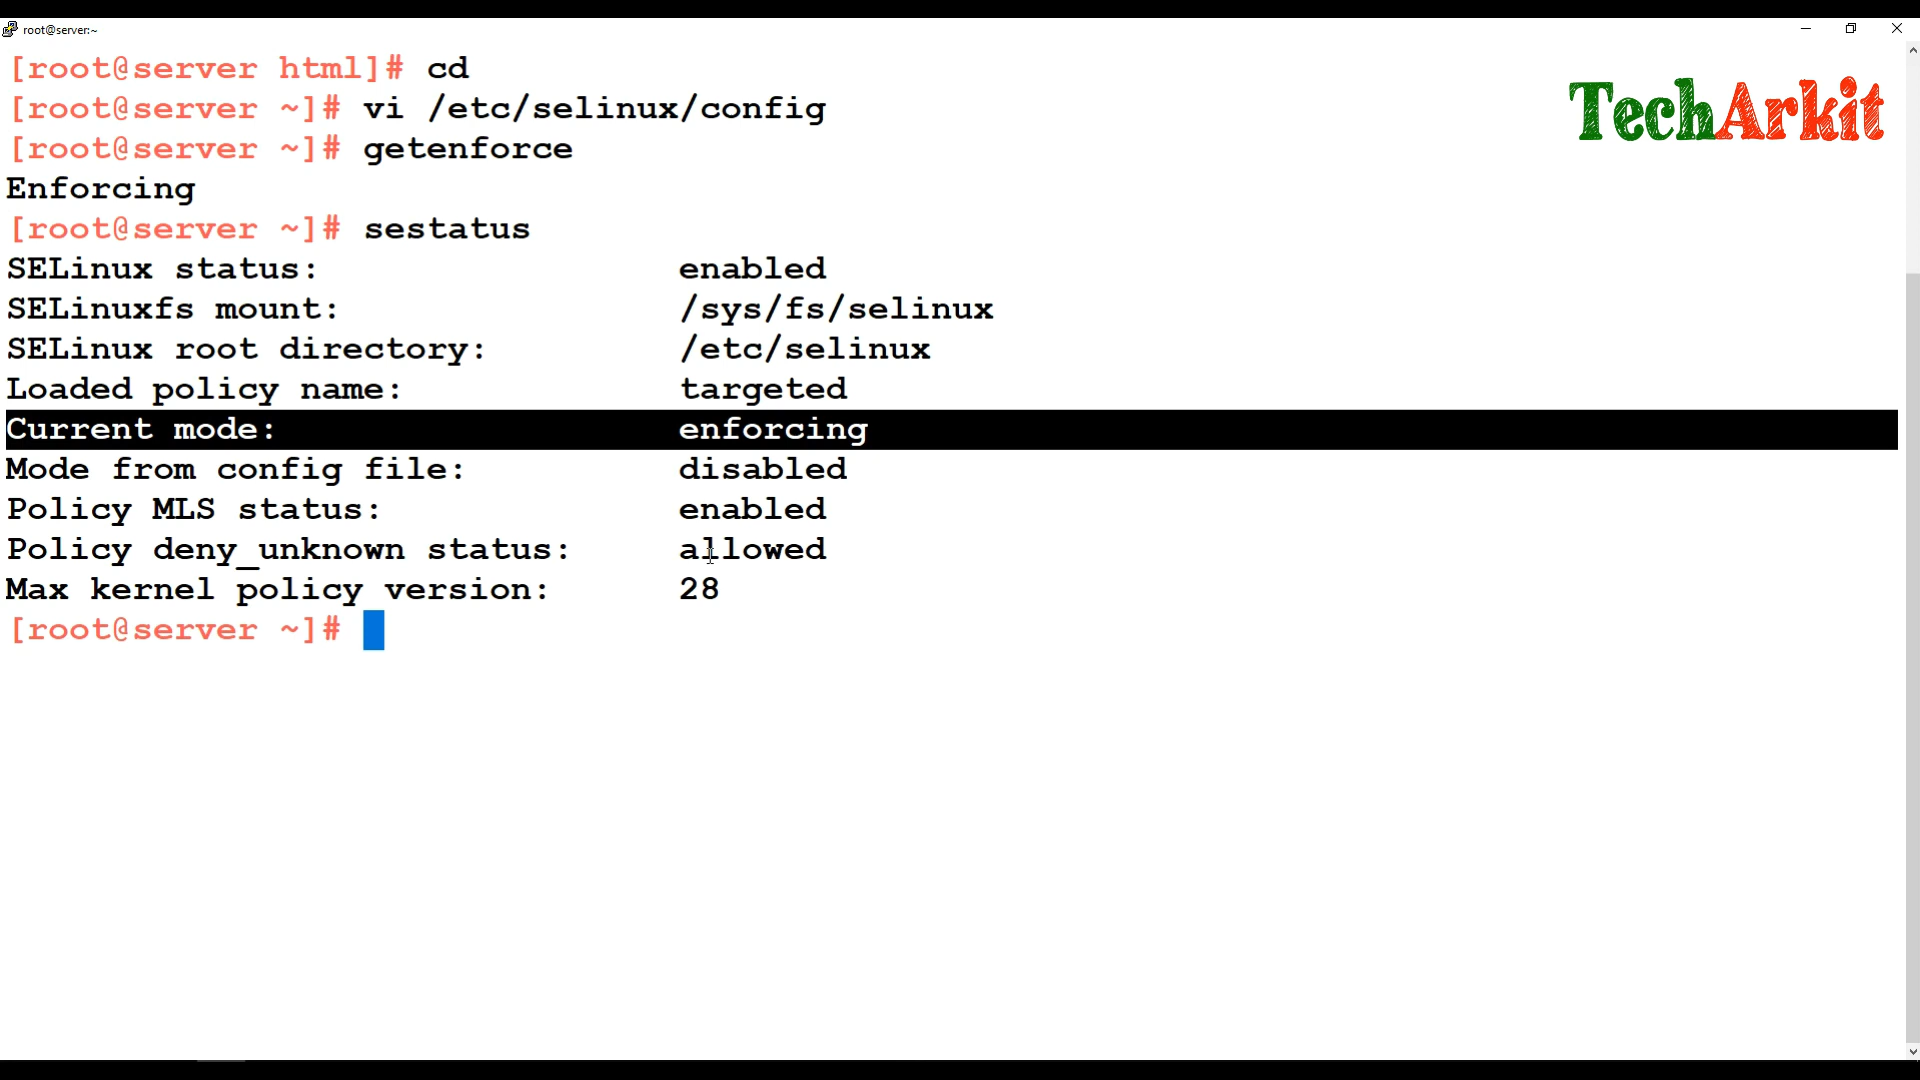 root@server:~
[root@server html]# cd
TechArkit
[root@server ~]# vi /etc/selinux/config
[root@server ~]# getenforce
Enforcing
[root@server ~]# sestatus
SELinux status:                 enabled
SELinuxfs mount:                /sys/fs/selinux
SELinux root directory:         /etc/selinux
Loaded policy name:             targeted
Current mode:                   enforcing
Mode from config file:          disabled
Policy MLS status:              enabled
Policy deny_unknown status:     allowed
Max kernel policy version:      28
[root@server ~]#